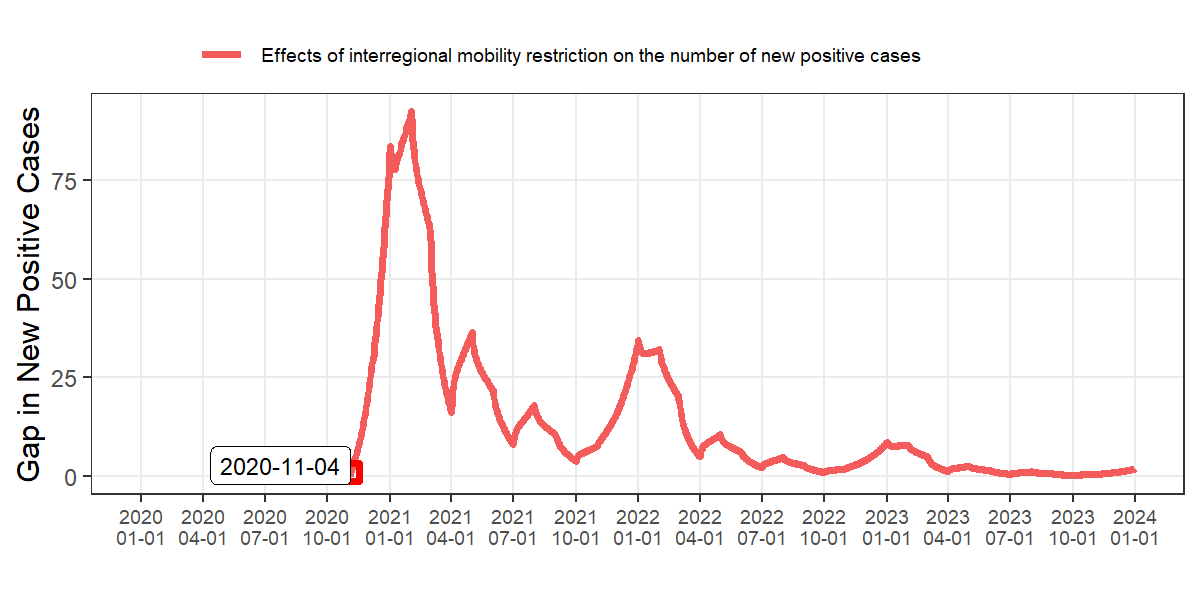 Effects of interregional mobility restriction on the number of new positive cases
Gap in New Positive Cases
75
50
25
0
2020-11-04
2020 2020 2020 2020 2021 2021 2021 2021 2022 2022 2022 2022 2023 2023 2023 2023 2024
01-01 04-01 07-01 10-01 01-01 04-01 07-01 10-01 01-01 04-01 07-01 10-01 01-01 04-01 07-01 10-01 01-01